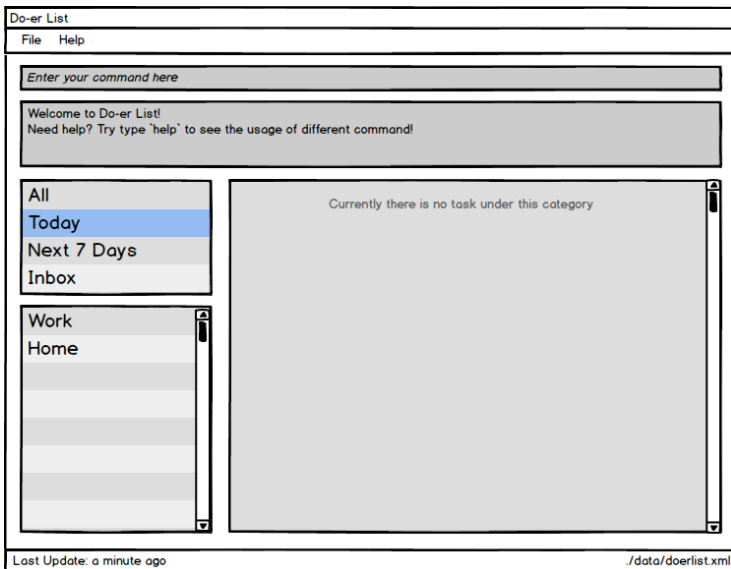 Do-er List
File Help
Enter your command here
Welcome to Do-er List!
Need help? Try type `help` to see the usage of different command!
All
Today
Next 7 Days
Inbox
Work
Home
Currently there is no task under this category
Last Update: a minute ago
./data/doerlist.xml